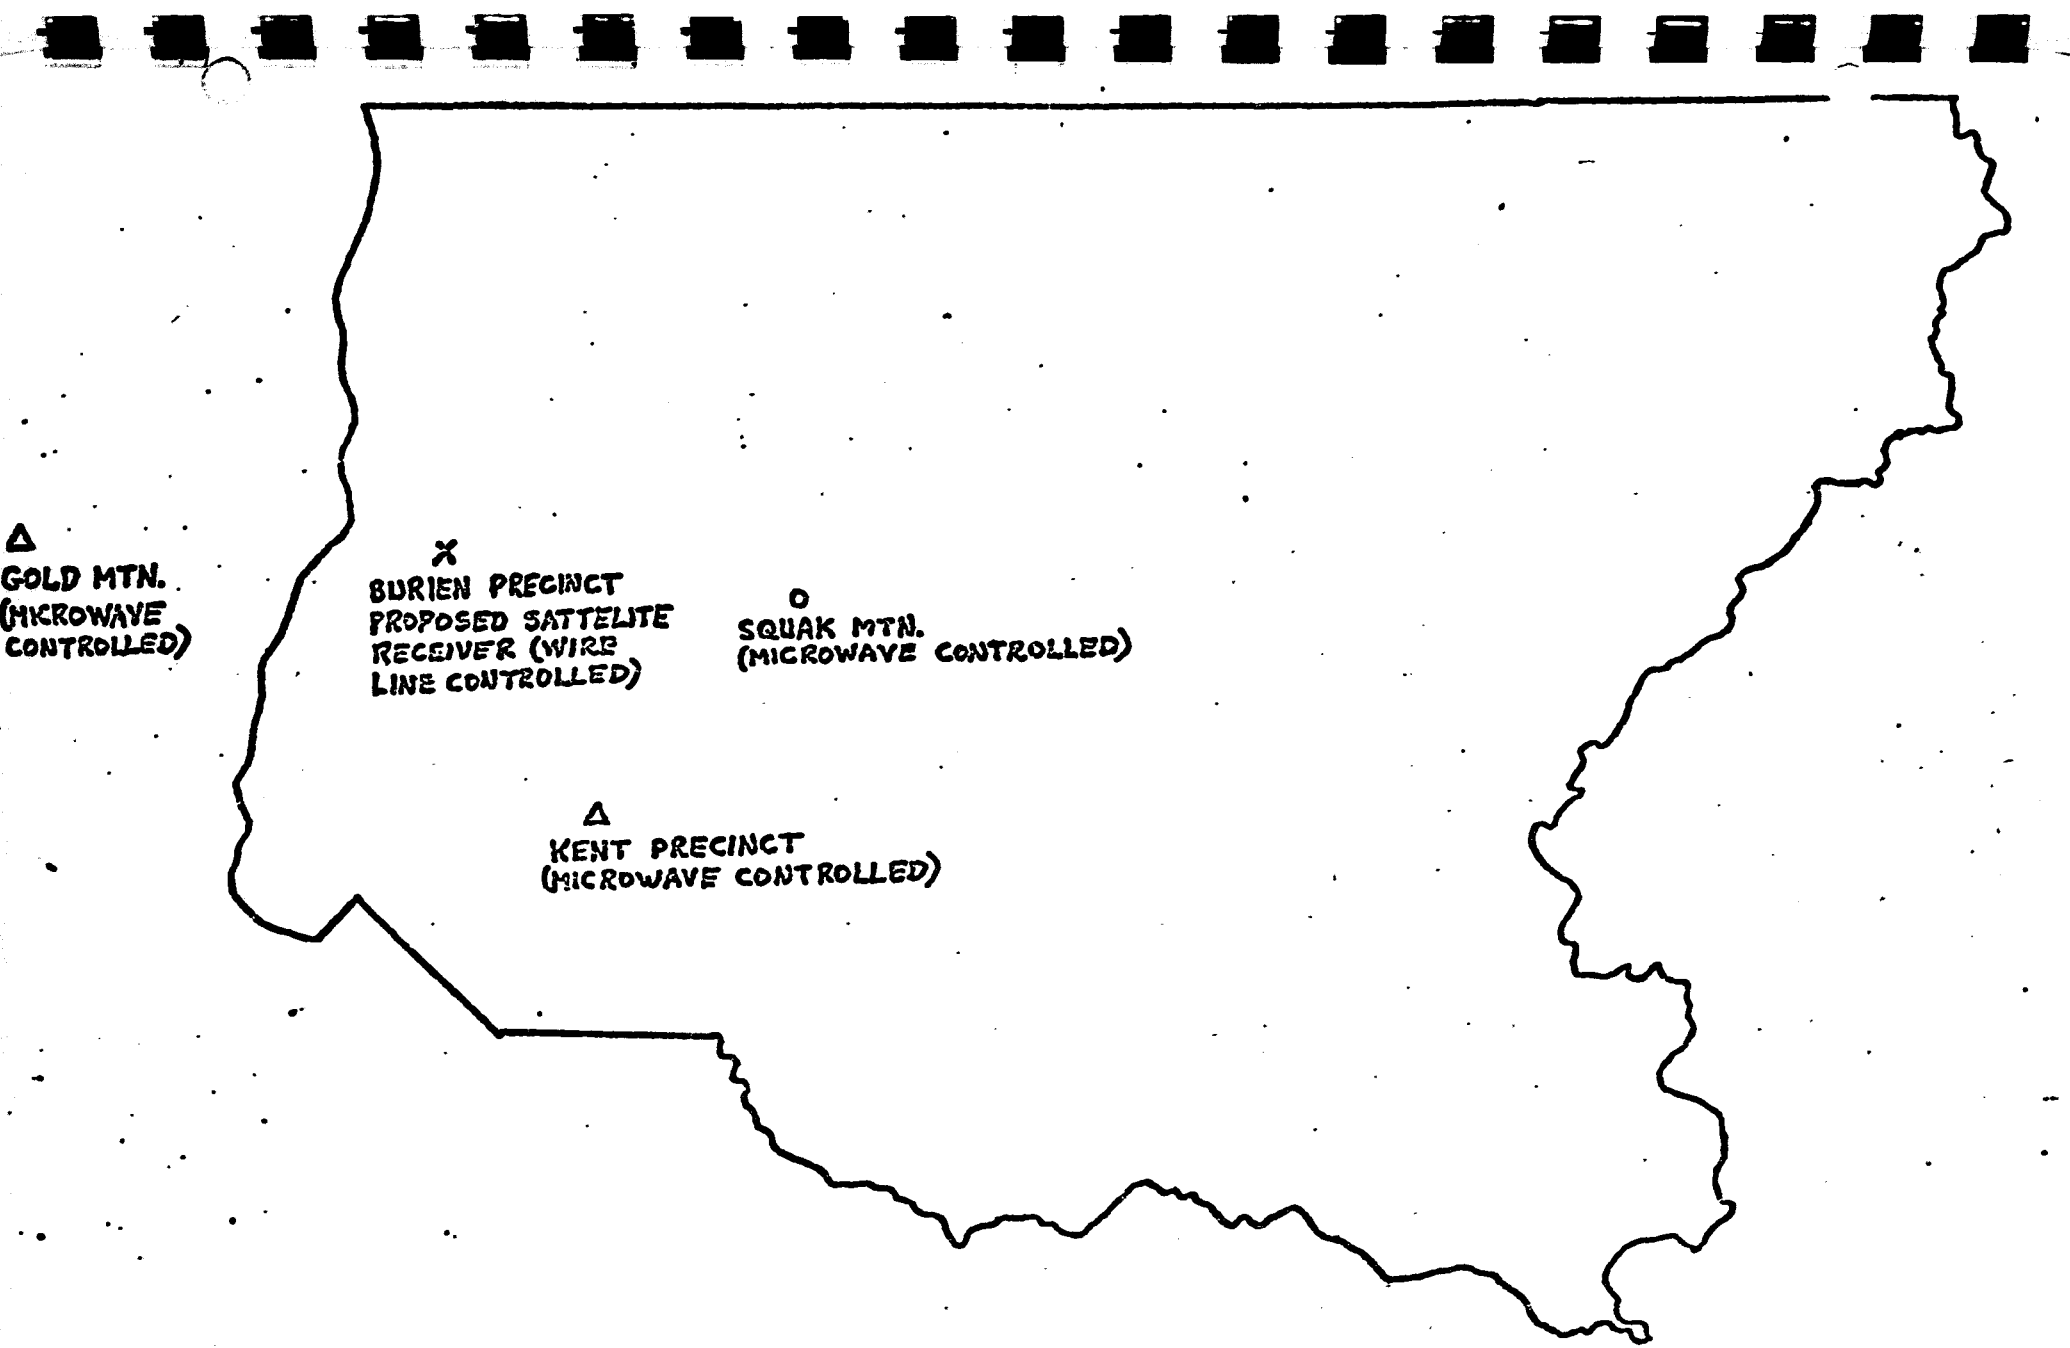 GOLD MTN.
(MICROWAVE
CONTROLLED)
BURIEN PRECINCT
PROPOSED SATTELITE
RECEIVER (WIRE
LINE CONTROLLED)
SQUAK MTN.
(MICROWAVE CONTROLLED)
KENT PRECINCT
(MICROWAVE CONTROLLED)